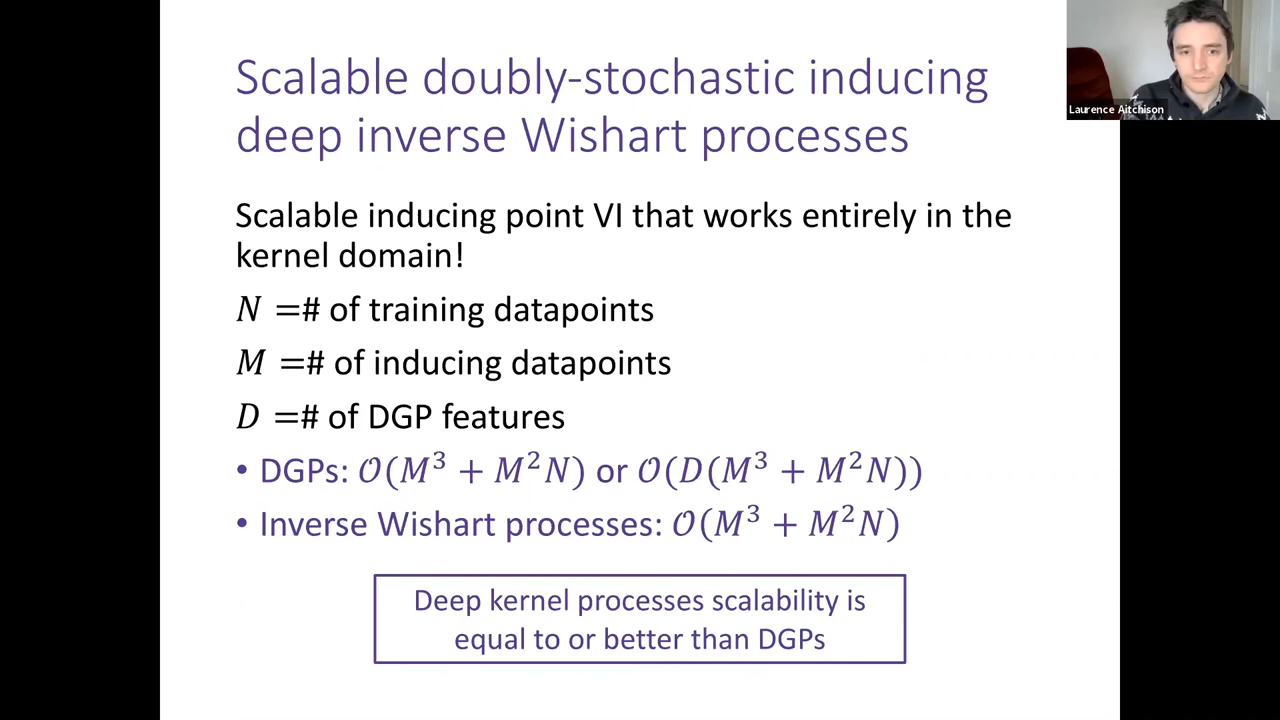 Scalable doubly-stochastic inducing
deep inverse Wishart processes
Laurence Aitchison
Scalable inducing point VI that works entirely in the
kernel domain!
N =# of training datapoints
M =# of inducing datapoints
D =# of DGP features
• DGPs: 𝒪(M³ + M²N) or 𝒪(D(M³ + M²N))
• Inverse Wishart processes: 𝒪(M³ + M²N)
Deep kernel processes scalability is
equal to or better than DGPs